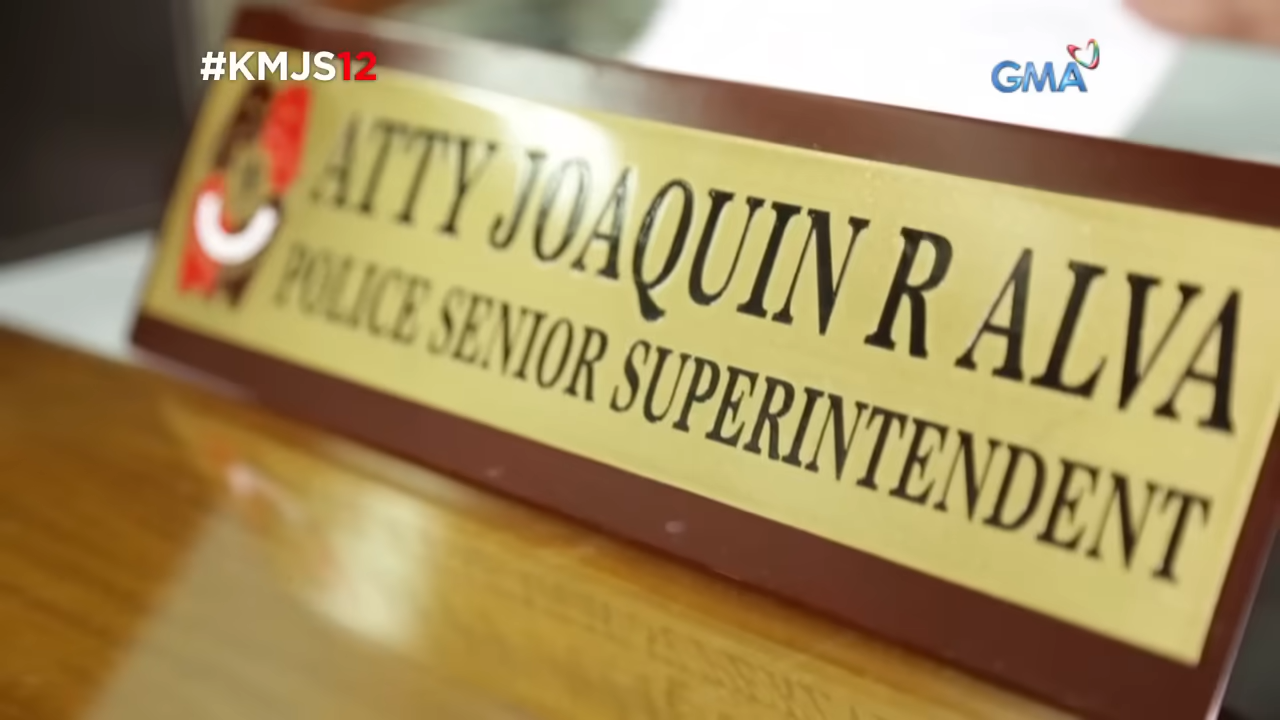 #KMJS12
GMA
ATTY JOAQUIN R ALVA
POLICE SENIOR SUPERINTENDENT